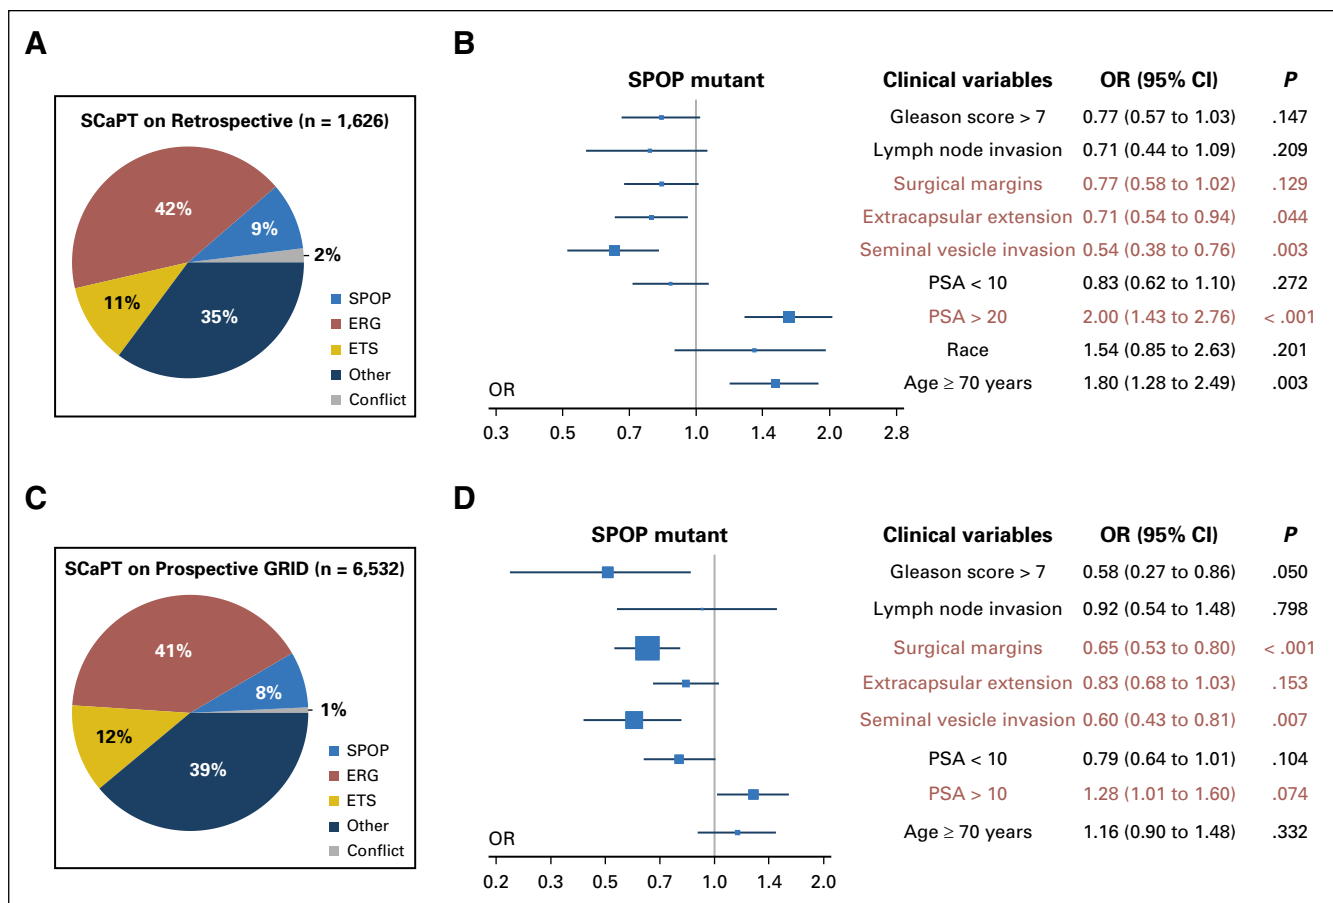 A
SCaPT on Retrospective (n = 1,626)
42%
9%
2%
11%
35%
SPOP
ERG
ETS
Other
Conflict
B
SPOP mutant Clinical variables OR (95% CI) P
Gleason score > 7 0.77 (0.57 to 1.03) .147
Lymph node invasion 0.71 (0.44 to 1.09) .209
Surgical margins 0.77 (0.58 to 1.02) .129
Extracapsular extension 0.71 (0.54 to 0.94) .044
Seminal vesicle invasion 0.54 (0.38 to 0.76) .003
PSA < 10 0.83 (0.62 to 1.10) .272
PSA > 20 2.00 (1.43 to 2.76) < .001
Race 1.54 (0.85 to 2.63) .201
OR Age ≥ 70 years 1.80 (1.28 to 2.49) .003
0.3 0.5 0.7 1.0 1.4 2.0 2.8
C
SCaPT on Prospective GRID (n = 6,532)
41%
8%
1%
12%
39%
SPOP
ERG
ETS
Other
Conflict
D
SPOP mutant Clinical variables OR (95% CI) P
Gleason score > 7 0.58 (0.27 to 0.86) .050
Lymph node invasion 0.92 (0.54 to 1.48) .798
Surgical margins 0.65 (0.53 to 0.80) < .001
Extracapsular extension 0.83 (0.68 to 1.03) .153
Seminal vesicle invasion 0.60 (0.43 to 0.81) .007
PSA < 10 0.79 (0.64 to 1.01) .104
PSA > 10 1.28 (1.01 to 1.60) .074
OR Age ≥ 70 years 1.16 (0.90 to 1.48) .332
0.2 0.3 0.5 0.7 1.0 1.4 2.0